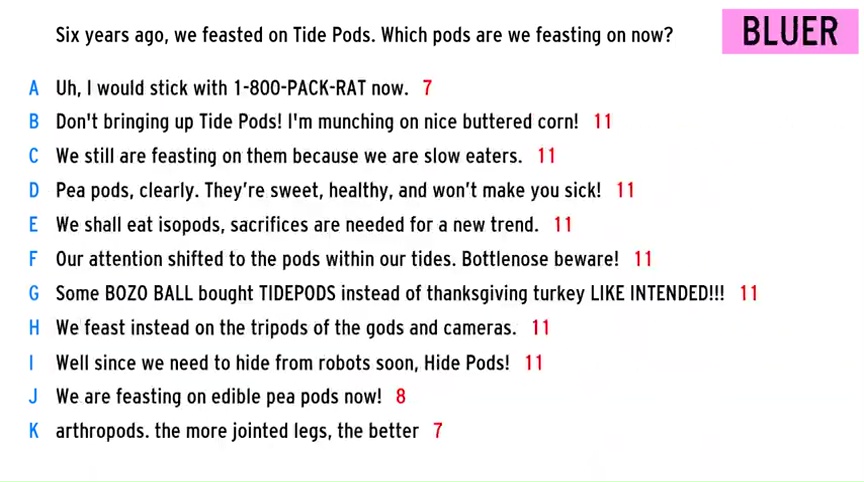 Six years ago, we feasted on Tide Pods. Which pods are we feasting on now?
BLUER
A Uh, I would stick with 1-800-PACK-RAT now. 7
B Don't bringing up Tide Pods! I'm munching on nice buttered corn! 11
C We still are feasting on them because we are slow eaters. 11
D Pea pods, clearly. They're sweet, healthy, and won't make you sick! 11
E We shall eat isopods, sacrifices are needed for a new trend. 11
F Our attention shifted to the pods within our tides. Bottlenose beware! 11
G Some BOZO BALL bought TIDEPODS instead of thanksgiving turkey LIKE INTENDED!!! 11
H We feast instead on the tripods of the gods and cameras. 11
I Well since we need to hide from robots soon, Hide Pods! 11
J We are feasting on edible pea pods now! 8
K arthropods. the more jointed legs, the better 7